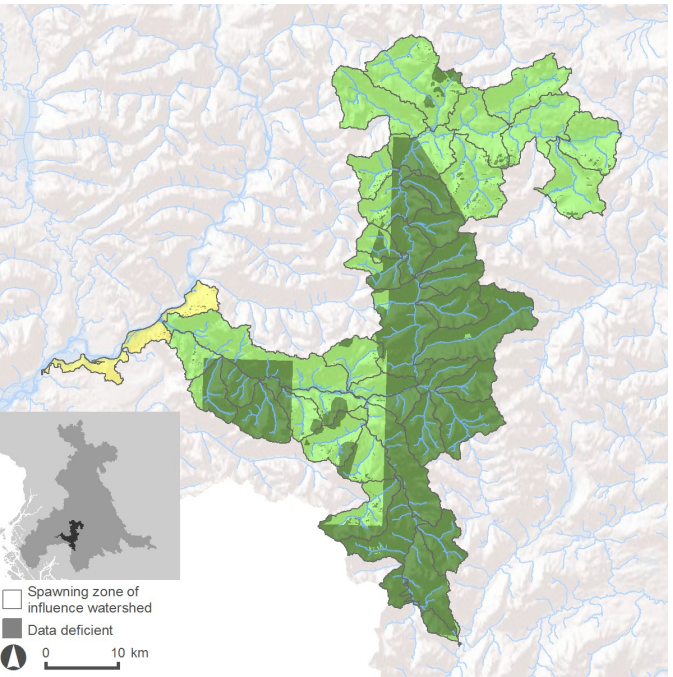 Spawning zone of
influence watershed
Data deficient
0 10 km